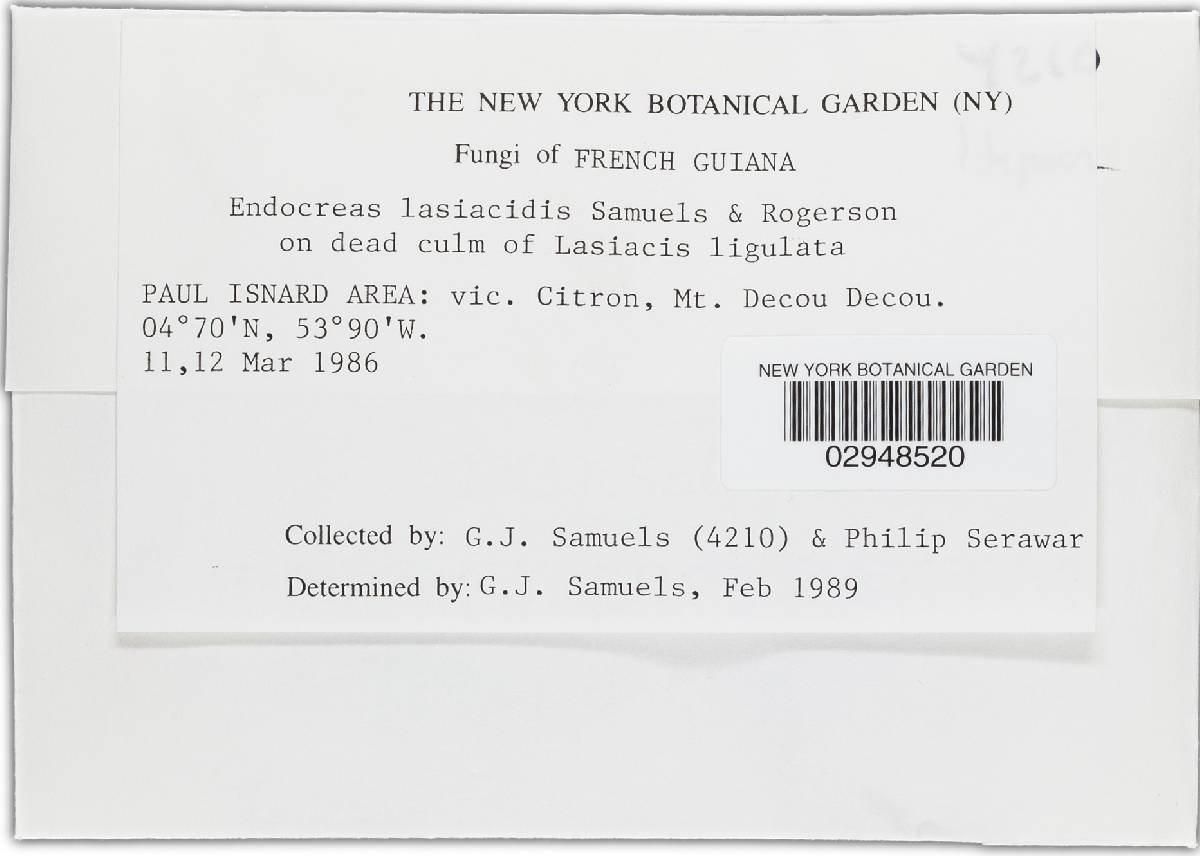 THE NEW YORK BOTANICAL GARDEN (NY)
Fungi of FRENCH GUIANA
Endocreas lasiacidis Samuels & Rogerson
on dead culm of Lasiacis ligulata
PAUL ISNARD AREA: vic. Citron, Mt. Decou Decou.
04°70'N, 53°90'W.
11,12 Mar 1986
NEW YORK BOTANICAL GARDEN
02948520
Collected by: G.J. Samuels (4210) & Philip Serawar
Determined by: G.J. Samuels, Feb 1989